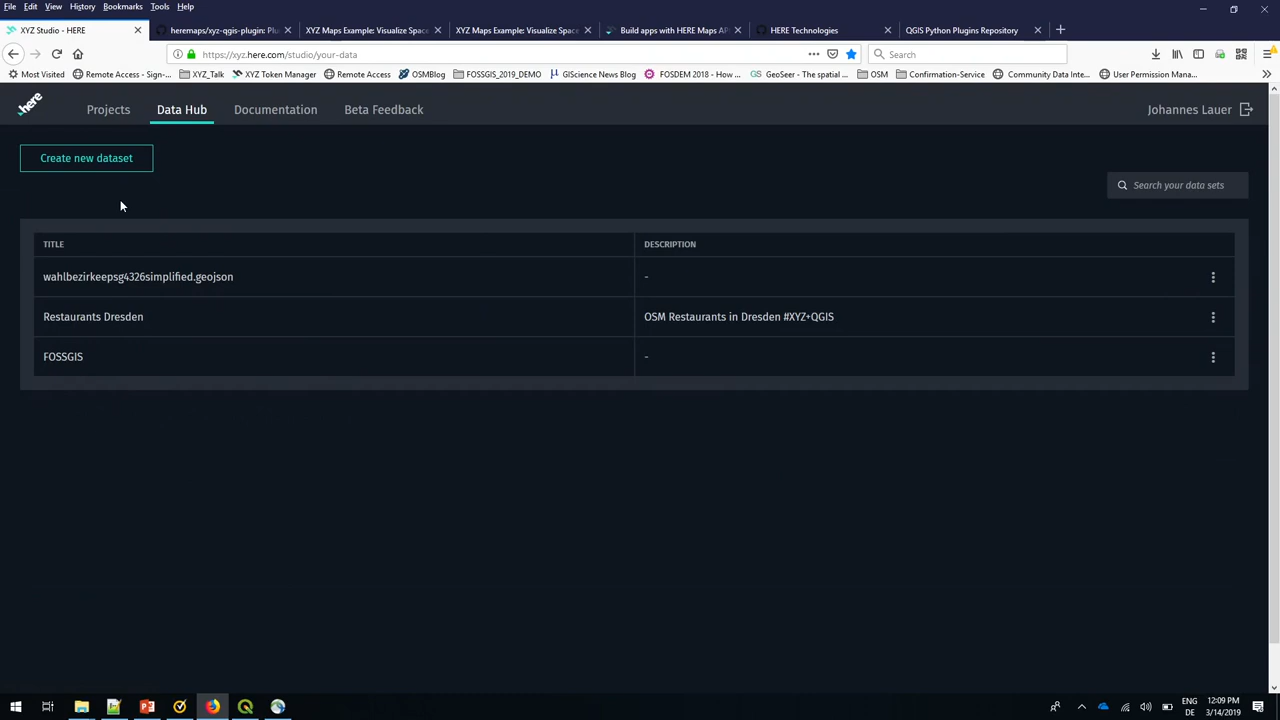 File Edit View History Bookmarks Tools Help
XYZ Studio - HERE
heremaps/xyz-qgis-plugin: Pl
XYZ Maps Example: Visualize Space
XYZ Maps Example: Visualize Space
Build apps with HERE Maps AP
HERE Technologies
QGIS Python Plugins Repository
https://xyz.here.com/studio/your-data
Search
Most Visited
Remote Access - Sign-...
XYZ_Talk
XYZ Token Manager
Remote Access
OSMBlog
FOSSGIS_2019_DEMO
GIScience News Blog
FOSDEM 2018 - How ...
GS GeoSeer - The spatial ...
OSM
Confirmation-Service
Community Data Inte...
User Permission Mana...
here
Projects
Data Hub
Documentation
Beta Feedback
Johannes Lauer
Create new dataset
Search your data sets
TITLE DESCRIPTION
wahlbezirkeepsg4326simplified.geojson -
Restaurants Dresden OSM Restaurants in Dresden #XYZ+QGIS
FOSSGIS -
ENG 12:09 PM
DE 3/14/2019